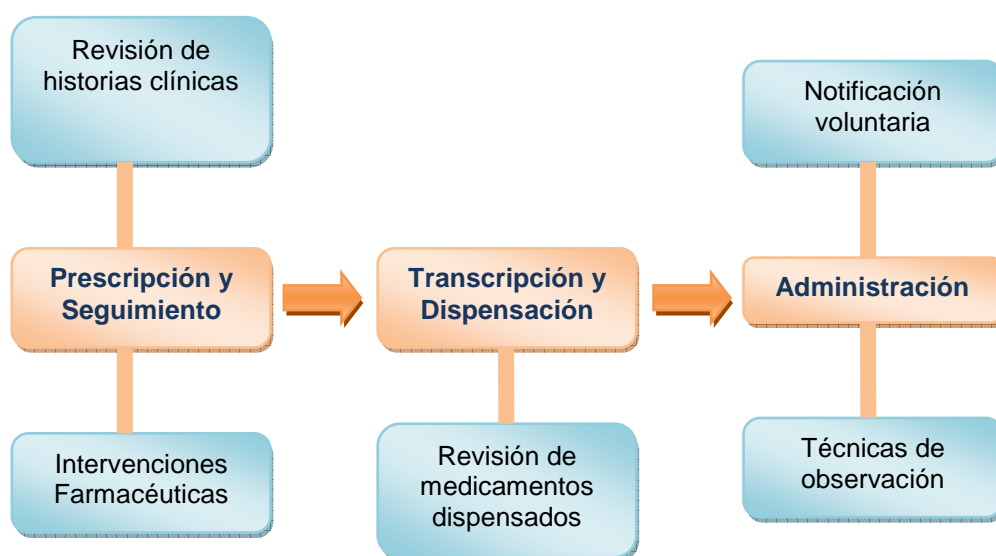 Revisión de
historias clínicas
Notificación
voluntaria
Prescripción y
Seguimiento
Transcripción y
Dispensación
Administración
Intervenciones
Farmacéuticas
Revisión de
medicamentos
dispensados
Técnicas de
observación